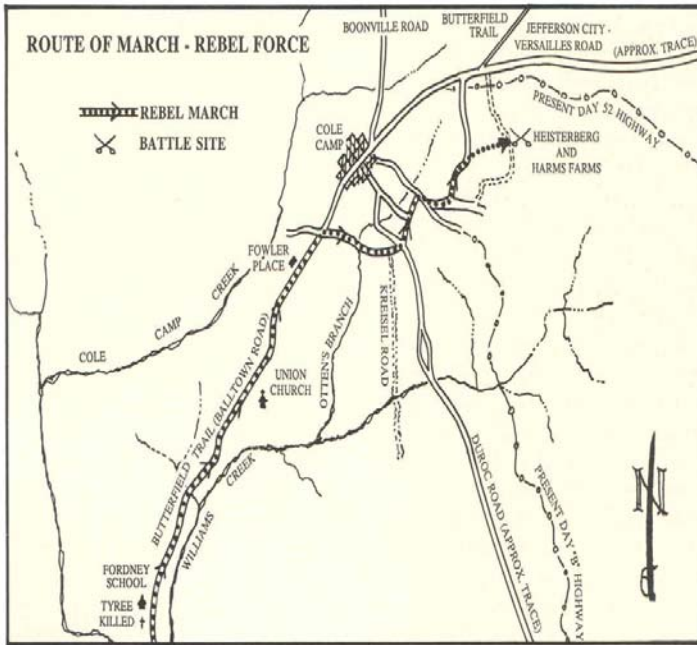 BOONVILLE ROAD
BUTTERFIELD
TRAIL
JEFFERSON CITY -
VERSAILLES ROAD
(APPROX. TRACE)
ROUTE OF MARCH - REBEL FORCE
REBEL MARCH
BATTLE SITE
COLE
CAMP
PRESENT DAY 52 HIGHWAY
HEISTERBERG
AND
HARMS FARMS
FOWLER
PLACE
COLE CAMP CREEK
BUTTERFIELD TRAIL (BALLTOWN ROAD)
UNION
CHURCH
OTTEN'S BRANCH
KREISEL ROAD
WILLIAMS CREEK
DUROC ROAD (APPROX. TRACE)
PRESENT DAY "B" HIGHWAY
N
FORDNEY
SCHOOL
TYREE
KILLED